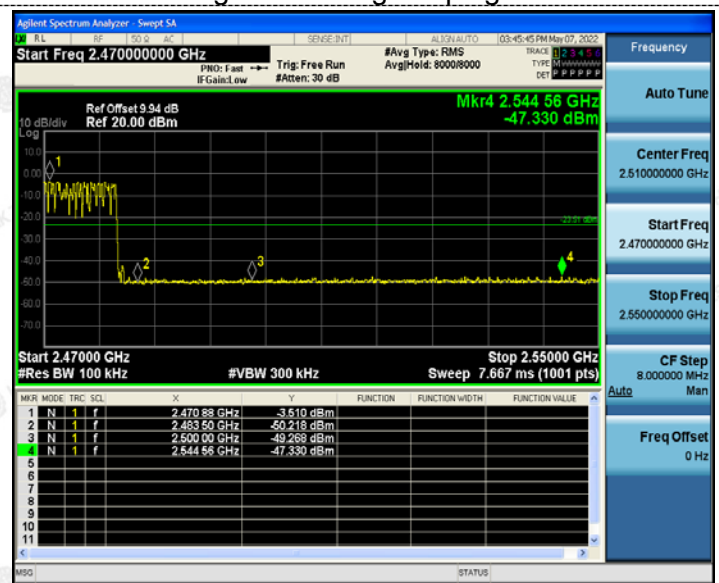 Agilent Spectrum Analyzer - Swept SA
RL RF 50 Ω AC SENSE:INT ALIGNAUTO 03:45:45 PM May 07, 2022
Start Freq 2.470000000 GHz
PNO: Fast Trig: Free Run #Avg Type: RMS TRACE 1 2 3 4 5 6
IFGain:Low #Atten: 30 dB Avg|Hold: 8000/8000 TYPE M
DET P P P P P P
Frequency
Auto Tune
Center Freq
2.510000000 GHz
Start Freq
2.470000000 GHz
Stop Freq
2.550000000 GHz
CF Step
8.000000 MHz
Auto Man
Freq Offset
0 Hz
Mkr4 2.544 56 GHz
-47.330 dBm
Ref Offset 9.94 dB
10 dB/div Ref 20.00 dBm
Log
10.0
0.00
-10.0
-20.0
-30.0
-40.0
-50.0
-60.0
-70.0
1
2
3
4
-23.51 dBm
Start 2.47000 GHz Stop 2.55000 GHz
#Res BW 100 kHz #VBW 300 kHz Sweep 7.667 ms (1001 pts)
MKR MODE TRC SCL X Y FUNCTION FUNCTION WIDTH FUNCTION VALUE
1 N 1 f 2.470 88 GHz -3.510 dBm
2 N 1 f 2.483 50 GHz -50.218 dBm
3 N 1 f 2.500 00 GHz -49.268 dBm
4 N 1 f 2.544 56 GHz -47.330 dBm
5
6
7
8
9
10
11
MSG STATUS